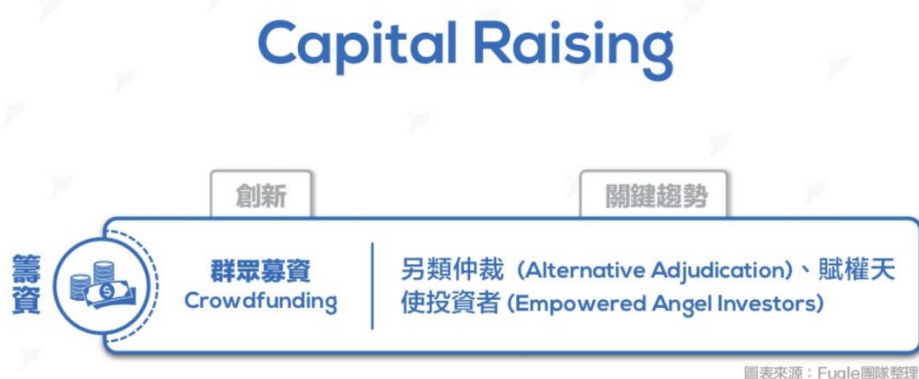 Capital Raising
創新
關鍵趨勢
籌資
群眾募資
Crowdfunding
另類仲裁 (Alternative Adjudication)、賦權天
使投資者 (Empowered Angel Investors)
圖表來源：Fugle團隊整理